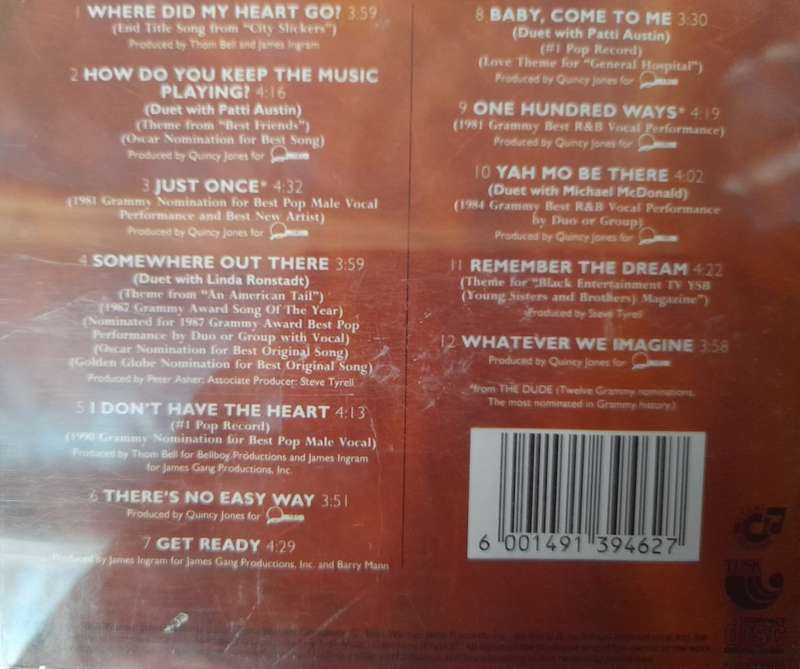 1 WHERE DID MY HEART GO? 3:59
(End Title Song from "City Slickers")
Produced by Thom Bell and James Ingram
2 HOW DO YOU KEEP THE MUSIC
PLAYING? 4:16
(Duet with Patti Austin)
(Theme from "Best Friends")
(Oscar Nomination for Best Song)
Produced by Quincy Jones for
3 JUST ONCE* 4:32
(1981 Grammy Nomination for Best Pop Male Vocal
Performance and Best New Artist)
Produced by Quincy Jones for
4 SOMEWHERE OUT THERE 3:59
(Duet with Linda Ronstadt)
(Theme from "An American Tail")
(1987 Grammy Award Song Of The Year)
(Nominated for 1987 Grammy Award Best Pop
Performance by Duo or Group with Vocal)
(Oscar Nomination for Best Original Song)
(Golden Globe Nomination for Best Original Song)
Produced by Peter Asher; Associate Producer: Steve Tyrell
5 I DON'T HAVE THE HEART 4:13
(#1 Pop Record)
(1990 Grammy Nomination for Best Pop Male Vocal)
Produced by Thom Bell for Bellboy Productions and James Ingram
for James Gang Productions, Inc.
6 THERE'S NO EASY WAY 3:51
Produced by Quincy Jones for
7 GET READY 4:29
Produced by James Ingram for James Gang Productions, Inc. and Barry Mann
8 BABY, COME TO ME 3:30
(Duet with Patti Austin)
(#1 Pop Record)
(Love Theme for "General Hospital")
Produced by Quincy Jones for
9 ONE HUNDRED WAYS* 4:19
(1981 Grammy Best R&B Vocal Performance)
Produced by Quincy Jones for
10 YAH MO BE THERE 4:02
(Duet with Michael McDonald)
(1984 Grammy Best R&B Vocal Performance
by Duo or Group)
Produced by Quincy Jones for
11 REMEMBER THE DREAM 4:22
(Theme for "Black Entertainment TV YSB
(Young Sisters and Brothers) Magazine")
Produced by Steve Tyrell
12 WHATEVER WE IMAGINE 3:58
Produced by Quincy Jones for
*from THE DUDE (Twelve Grammy nominations.
The most nominated in Grammy history.)
6 001491 394627
TUSK
disc